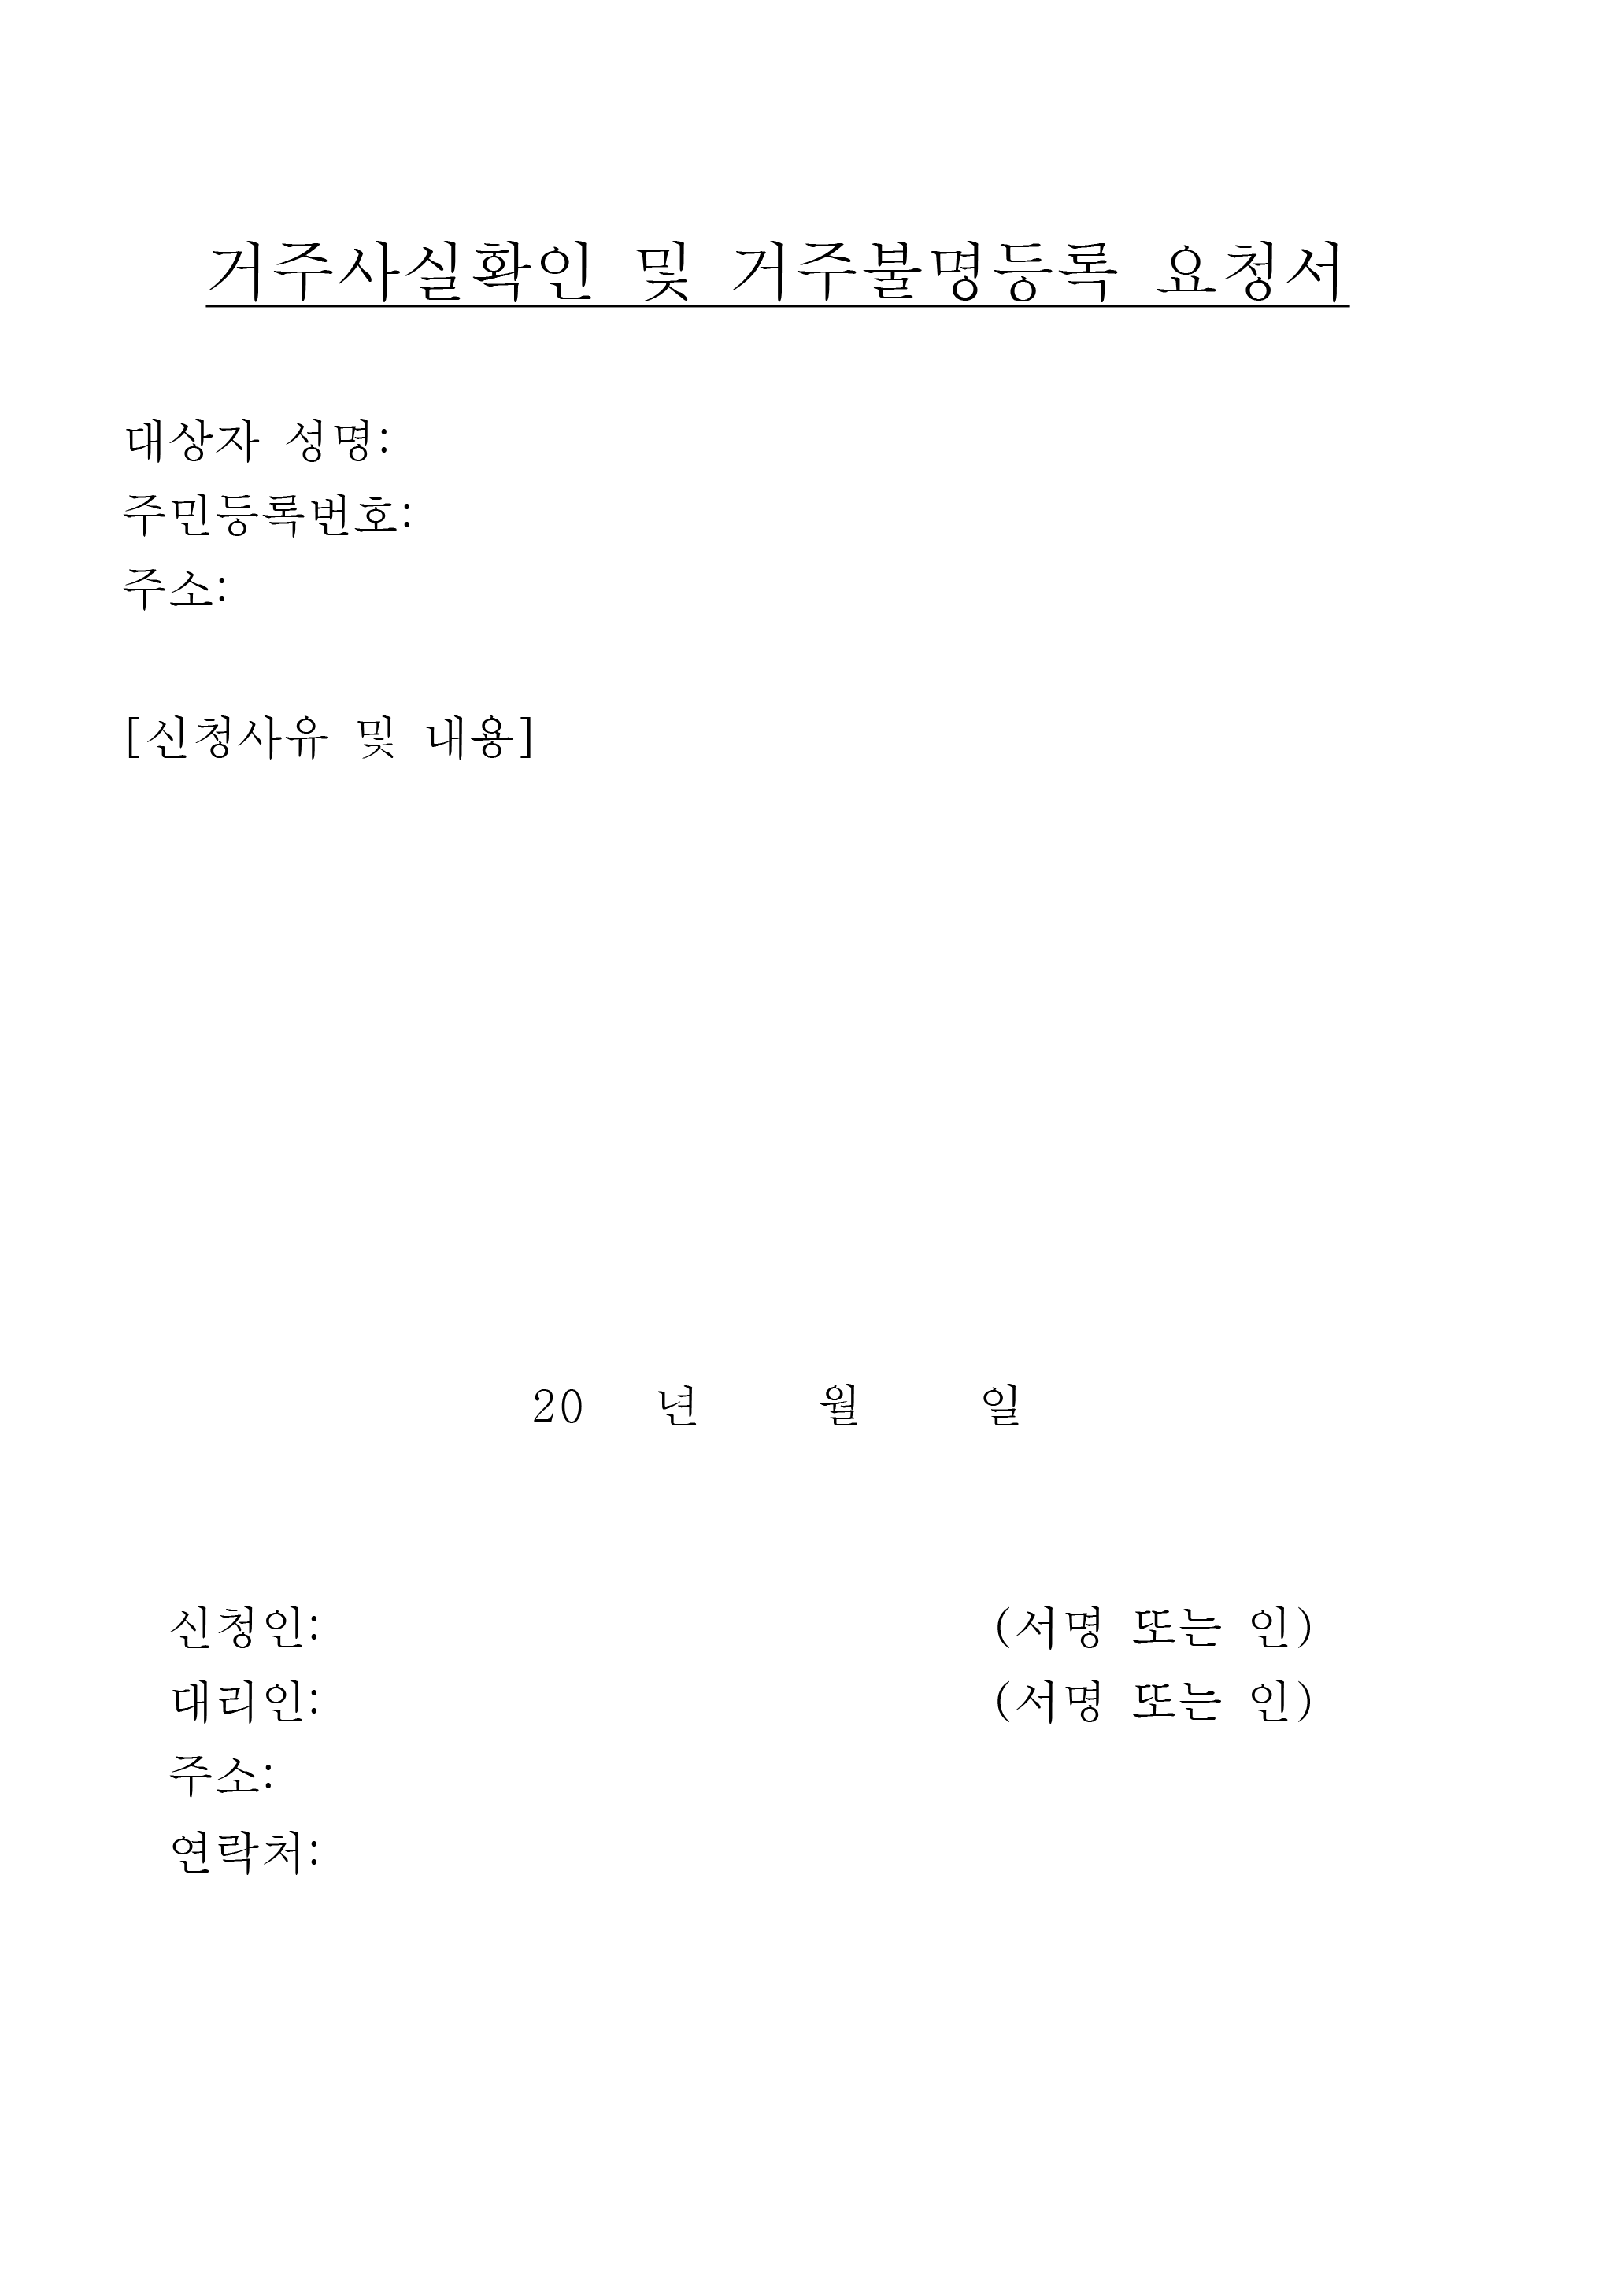 거주사실확인 및 거주불명등록 요청서
대상자 성명:
주민등록번호:
주소:
[신청사유 및 내용]
20 년 월 일
신청인: (서명 또는 인)
대리인: (서명 또는 인)
주소:
연락처: